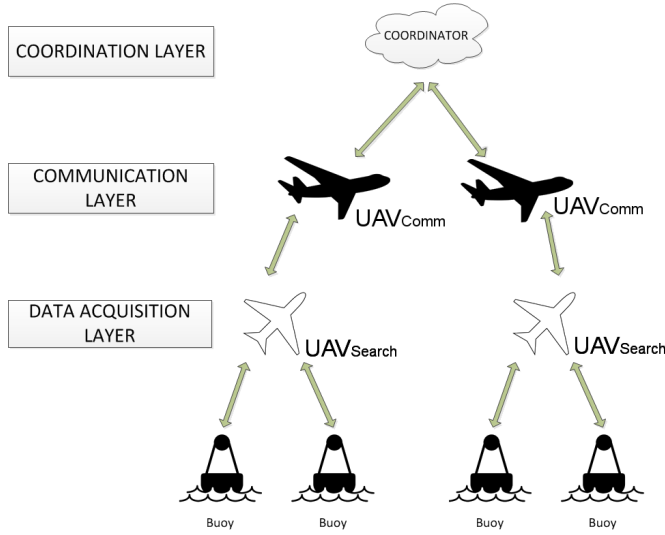 COORDINATION LAYER
COORDINATOR
COMMUNICATION
LAYER
UAVComm
UAVComm
DATA ACQUISITION
LAYER
UAVSearch
UAVSearch
Buoy
Buoy
Buoy
Buoy